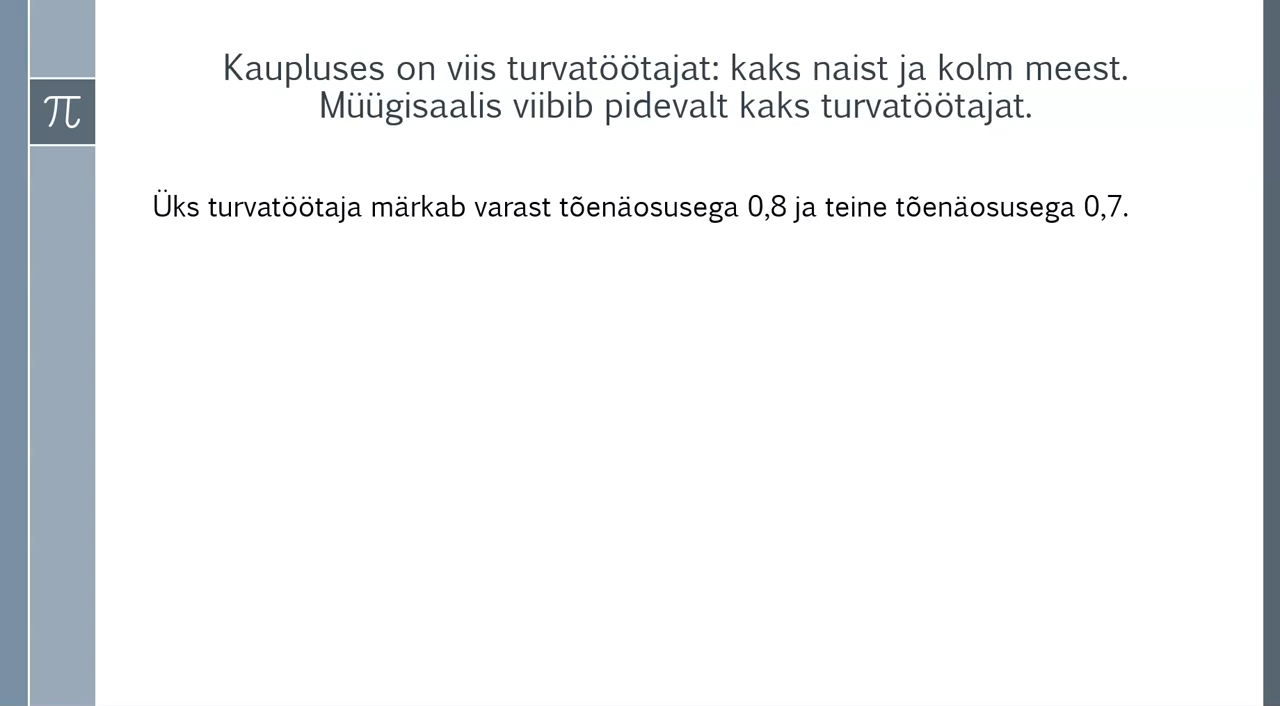 π
Kaupluses on viis turvatöötajat: kaks naist ja kolm meest.
Müügisaalis viibib pidevalt kaks turvatöötajat.
Üks turvatöötaja märkab varast tõenäosusega 0,8 ja teine tõenäosusega 0,7.